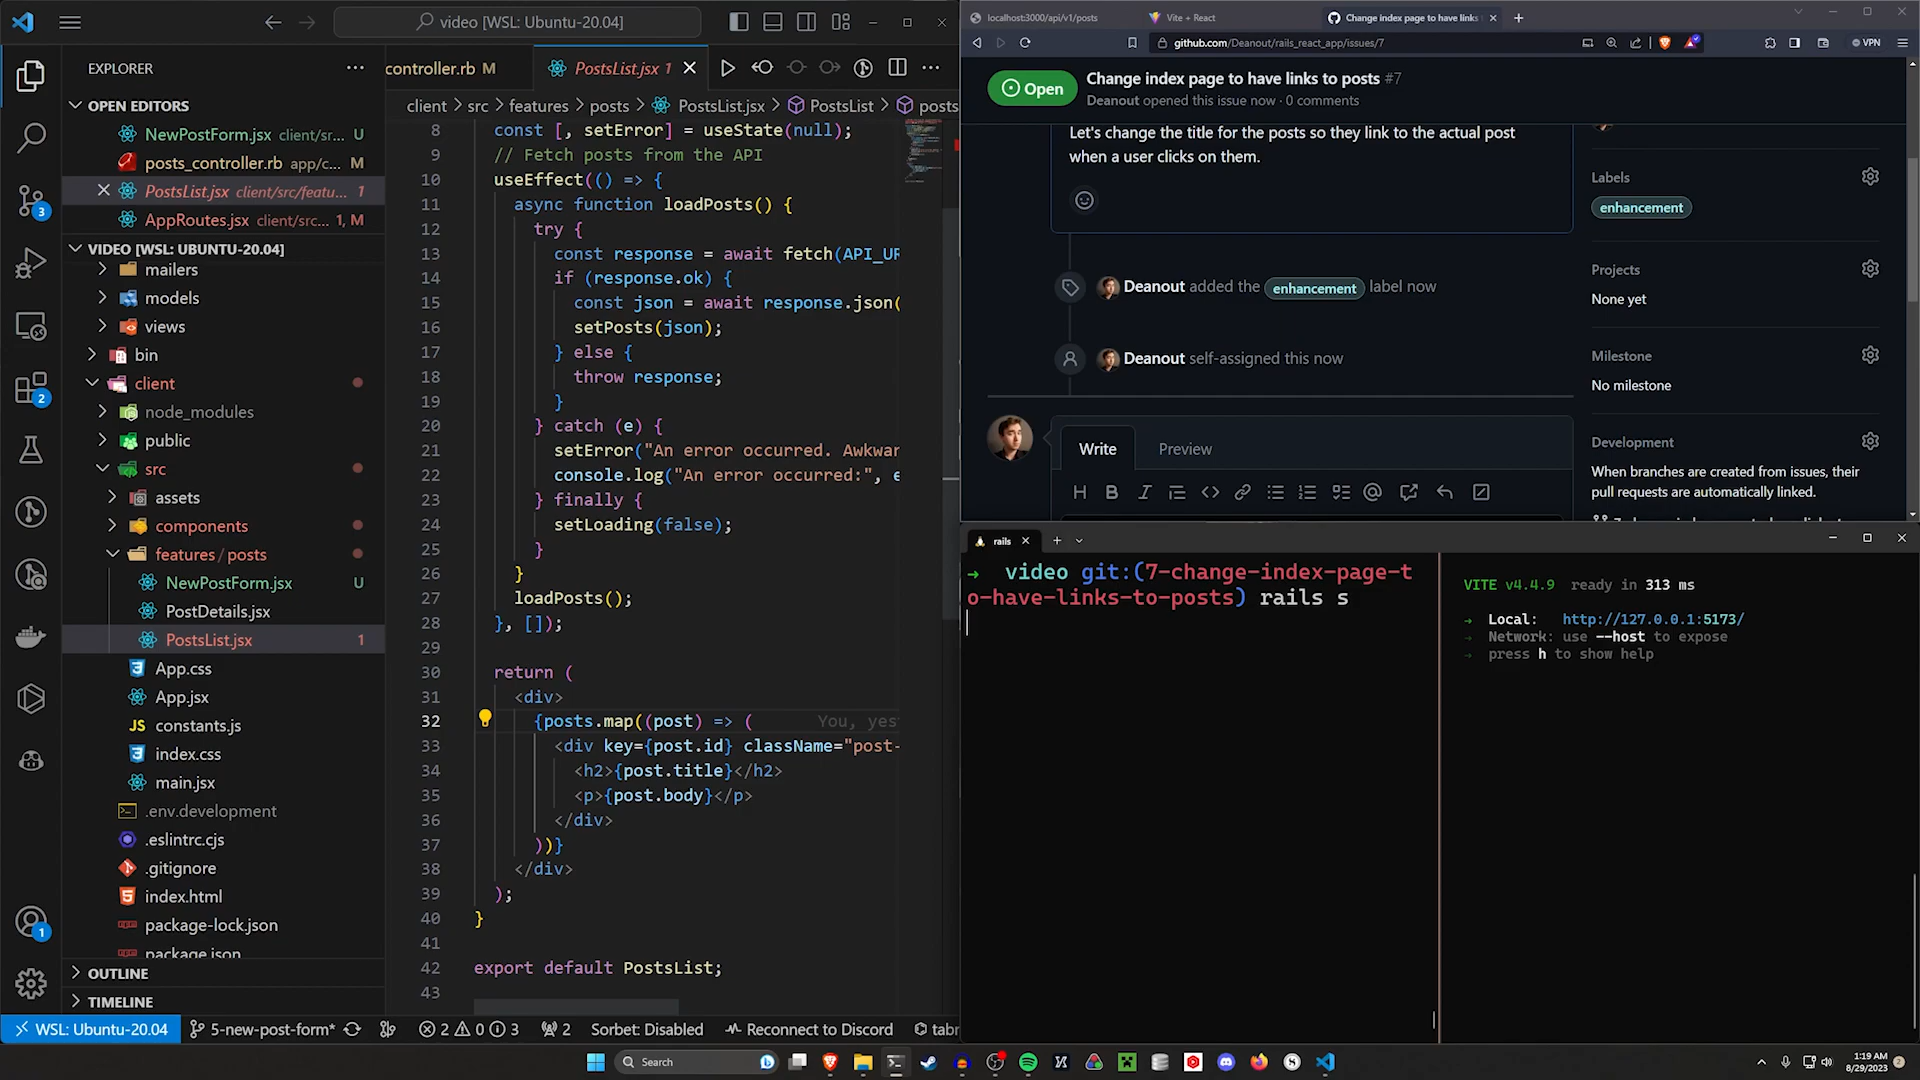 video [WSL: Ubuntu-20.04]
EXPLORER
OPEN EDITORS
NewPostForm.jsx client/sr... U
posts_controller.rb app/c... M
PostsList.jsx client/src/featu... 1
AppRoutes.jsx client/src... 1, M
VIDEO [WSL: UBUNTU-20.04]
mailers
models
views
bin
client
node_modules
public
src
assets
components
features/posts
NewPostForm.jsx U
PostDetails.jsx
PostsList.jsx 1
App.css
App.jsx
JS constants.js
index.css
main.jsx
.env.development
.eslintrc.cjs
.gitignore
index.html
package-lock.json
package.json
OUTLINE
TIMELINE
3
2
1
controller.rb M
PostsList.jsx 1
client > src > features > posts > PostsList.jsx > PostsList > posts
8 const [, setError] = useState(null);
9 // Fetch posts from the API
10 useEffect(() => {
11 async function loadPosts() {
12 try {
13 const response = await fetch(API_UR
14 if (response.ok) {
15 const json = await response.json(
16 setPosts(json);
17 } else {
18 throw response;
19 }
20 } catch (e) {
21 setError("An error occurred. Awkwar
22 console.log("An error occurred:", e
23 } finally {
24 setLoading(false);
25 }
26 }
27 loadPosts();
28 }, []);
29
30 return (
31 <div>
32 {posts.map((post) => ( You, yes
33 <div key={post.id} className="post-
34 <h2>{post.title}</h2>
35 <p>{post.body}</p>
36 </div>
37 ))}
38 </div>
39 );
40 }
41
42 export default PostsList;
43
WSL: Ubuntu-20.04 5-new-post-form* 2 0 3 2 Sorbet: Disabled Reconnect to Discord tabr
localhost:3000/api/v1/posts
Vite + React
Change index page to have links
github.com/Deanout/rails_react_app/issues/7
VPN
Open
Change index page to have links to posts #7
Deanout opened this issue now · 0 comments
Let's change the title for the posts so they link to the actual post
when a user clicks on them.
Deanout added the enhancement label now
Deanout self-assigned this now
Write Preview
Labels
enhancement
Projects
None yet
Milestone
No milestone
Development
When branches are created from issues, their
pull requests are automatically linked.
rails
→ video git:(7-change-index-page-t
o-have-links-to-posts) rails s
VITE v4.4.9 ready in 313 ms
→ Local: http://127.0.0.1:5173/
→ Network: use --host to expose
→ press h to show help
Search
1:19 AM
8/29/2023